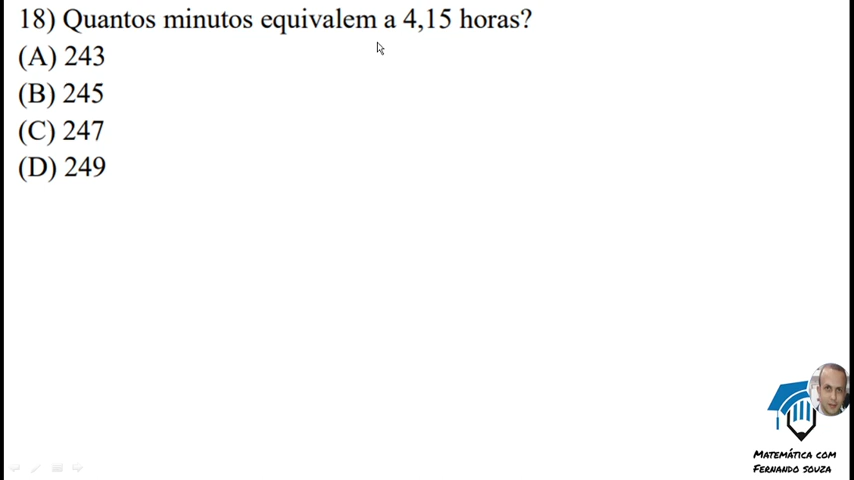 18) Quantos minutos equivalem a 4,15 horas?
(A) 243
(B) 245
(C) 247
(D) 249
MATEMÁTICA COM
FERNANDO SOUZA